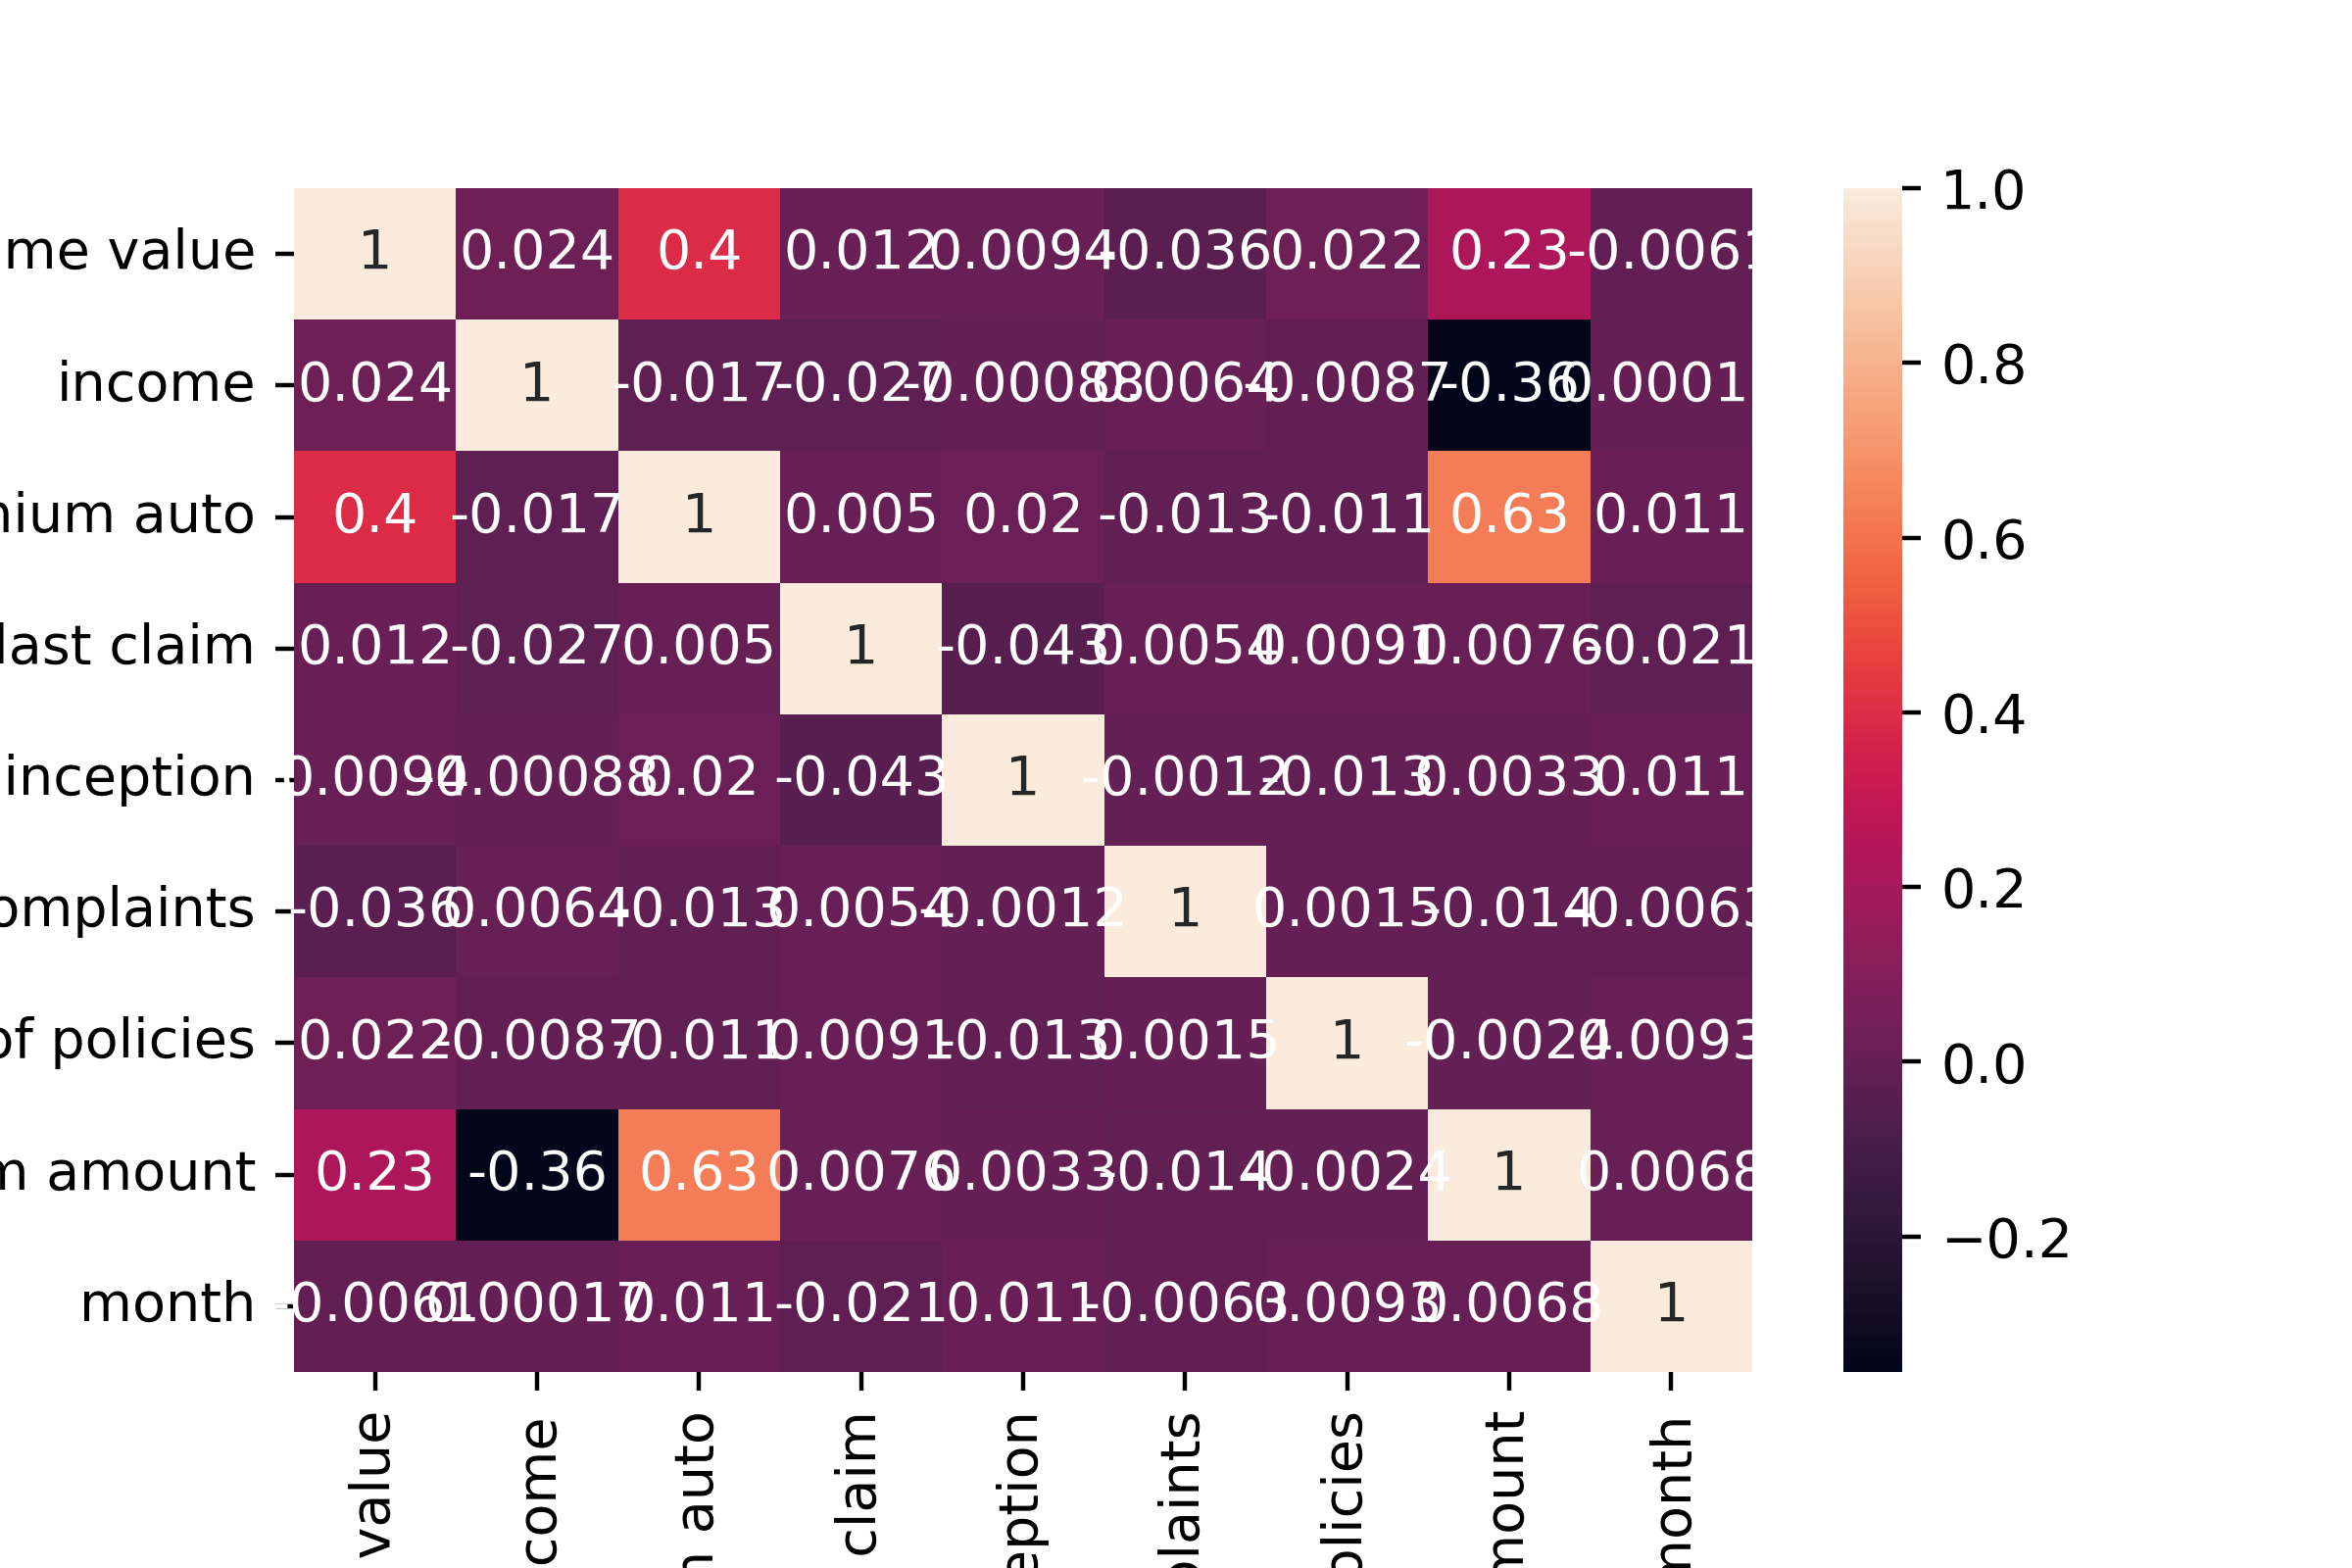 me value 1 0.024 0.4 0.012 0.0094 -0.036 0.022 0.23 -0.0061
income 0.024 1 -0.017 -0.027 -0.00088 0.0064 -0.0087 -0.36 0.0001
nium auto 0.4 -0.017 1 0.005 0.02 -0.013 -0.011 0.63 0.011
last claim 0.012 -0.027 0.005 1 -0.043 0.0054 0.0091 0.0076 -0.021
inception 0.0094 -0.00088 0.02 -0.043 1 -0.0012 -0.013 0.0033 0.011
omplaints -0.036 0.0064 -0.013 0.0054 -0.0012 1 0.0015 -0.014 -0.0063
of policies 0.022 -0.0087 -0.011 0.0091 -0.013 0.0015 1 -0.0024 0.0093
m amount 0.23 -0.36 0.63 0.0076 0.0033 -0.014 -0.0024 1 0.0068
month -0.0061 0.00017 0.011 -0.021 0.011 -0.0063 0.0093 0.0068 1
value
come
m auto
claim
eption
plaints
olicies
mount
month
1.0
0.8
0.6
0.4
0.2
0.0
−0.2